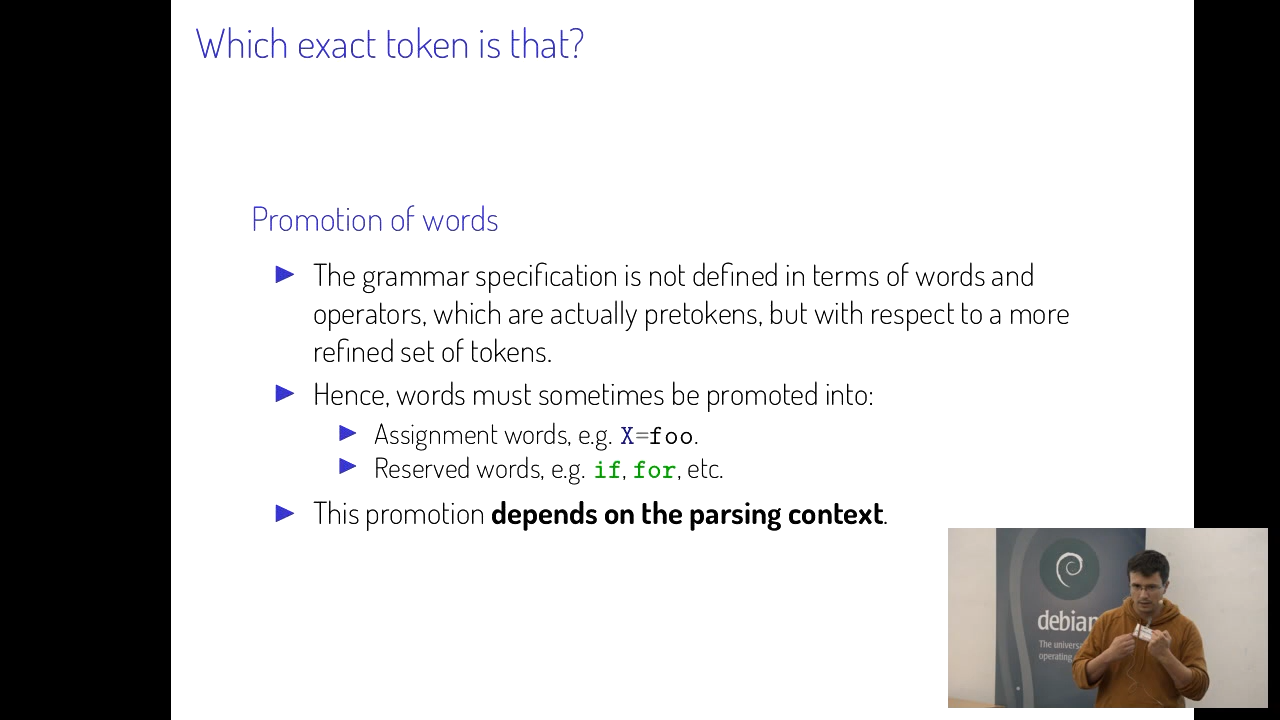 Which exact token is that?
Promotion of words
The grammar specification is not defined in terms of words and
operators, which are actually pretokens, but with respect to a more
refined set of tokens.
Hence, words must sometimes be promoted into:
Assignment words, e.g. X=foo.
Reserved words, e.g. if, for, etc.
This promotion depends on the parsing context.
debian
The univers
operating